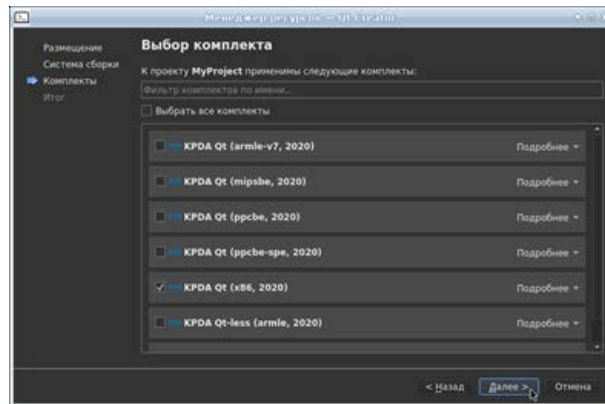 Менеджер ресурсов — Qt Creator
Размещение
Система сборки
Комплекты
Итог
Выбор комплекта
К проекту MyProject применимы следующие комплекты:
Фильтр комплектов по имени...
Выбрать все комплекты
KPDA Qt (armle-v7, 2020) Подробнее
KPDA Qt (mipsbe, 2020) Подробнее
KPDA Qt (ppcbe, 2020) Подробнее
KPDA Qt (ppcbe-spe, 2020) Подробнее
KPDA Qt (x86, 2020) Подробнее
KPDA Qt-less (armle, 2020) Подробнее
< Назад Далее > Отмена